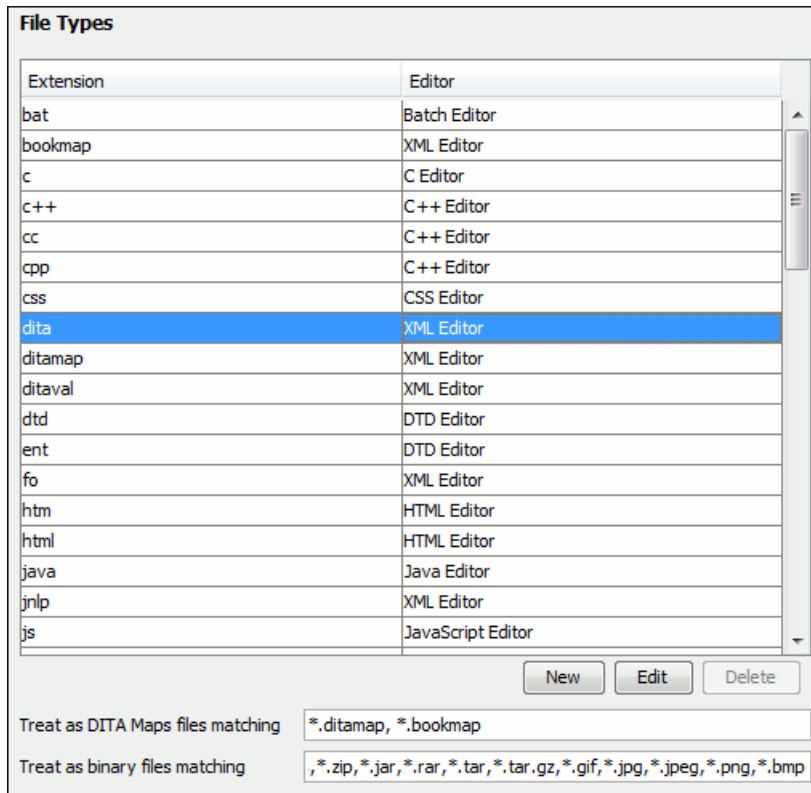 File Types
Extension Editor
bat Batch Editor
bookmap XML Editor
c C Editor
c++ C++ Editor
cc C++ Editor
cpp C++ Editor
css CSS Editor
dita XML Editor
ditamap XML Editor
ditaval XML Editor
dtd DTD Editor
ent DTD Editor
fo XML Editor
htm HTML Editor
html HTML Editor
java Java Editor
jnlp XML Editor
js JavaScript Editor
New Edit Delete
Treat as DITA Maps files matching *.ditamap, *.bookmap
Treat as binary files matching ,*.zip,*.jar,*.rar,*.tar,*.tar.gz,*.gif,*.jpg,*.jpeg,*.png,*.bmp